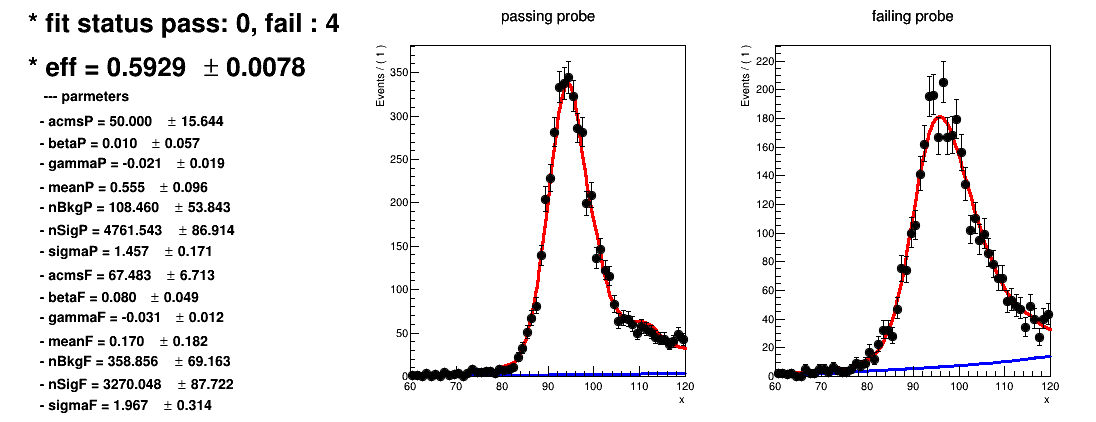 * fit status pass: 0, fail : 4
* eff = 0.5929 ± 0.0078
--- parmeters
- acmsP = 50.000 ± 15.644
- betaP = 0.010 ± 0.057
- gammaP = -0.021 ± 0.019
- meanP = 0.555 ± 0.096
- nBkgP = 108.460 ± 53.843
- nSigP = 4761.543 ± 86.914
- sigmaP = 1.457 ± 0.171
- acmsF = 67.483 ± 6.713
- betaF = 0.080 ± 0.049
- gammaF = -0.031 ± 0.012
- meanF = 0.170 ± 0.182
- nBkgF = 358.856 ± 69.163
- nSigF = 3270.048 ± 87.722
- sigmaF = 1.967 ± 0.314
passing probe
Events / ( 1 )
350
300
250
200
150
100
50
0
60 70 80 90 100 110 120
x
failing probe
Events / ( 1 )
220
200
180
160
140
120
100
80
60
40
20
0
60 70 80 90 100 110 120
x